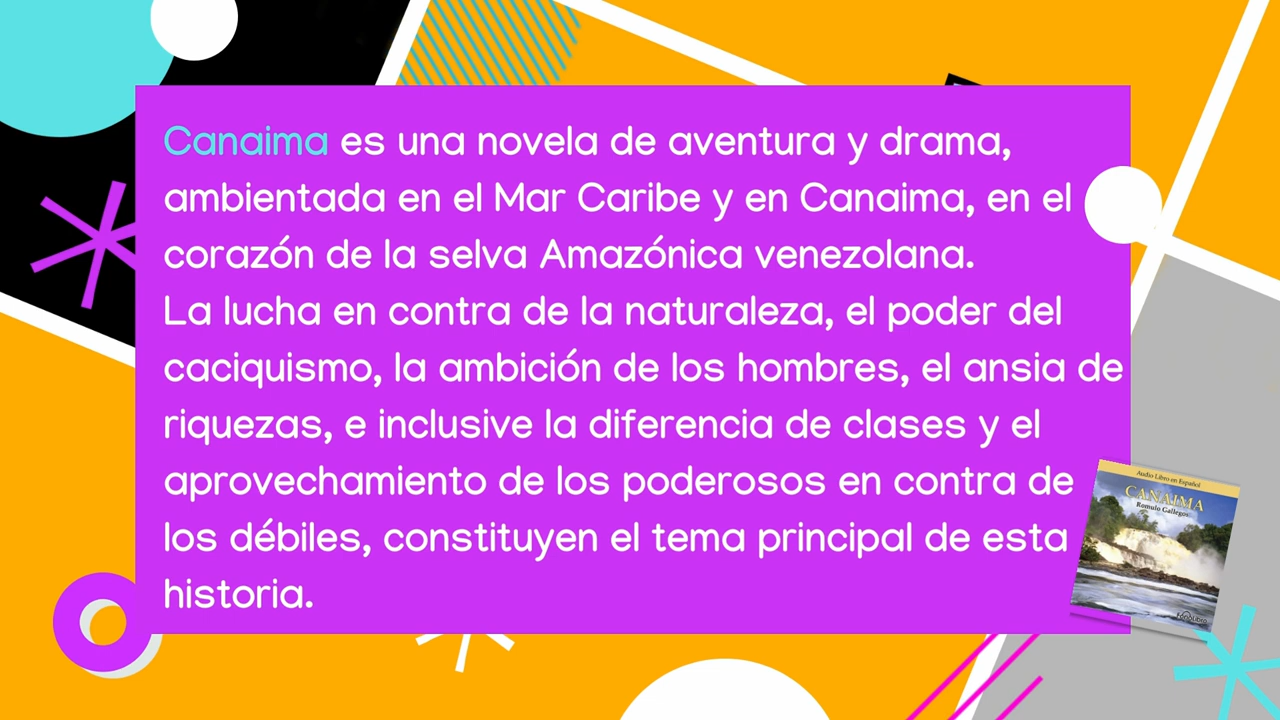 Canaima es una novela de aventura y drama,
ambientada en el Mar Caribe y en Canaima, en el
corazón de la selva Amazónica venezolana.
La lucha en contra de la naturaleza, el poder del
caciquismo, la ambición de los hombres, el ansia de
riquezas, e inclusive la diferencia de clases y el
aprovechamiento de los poderosos en contra de
los débiles, constituyen el tema principal de esta
historia.
Audio Libro en Español
CANAIMA
Romulo Gallegos
FonoLibro